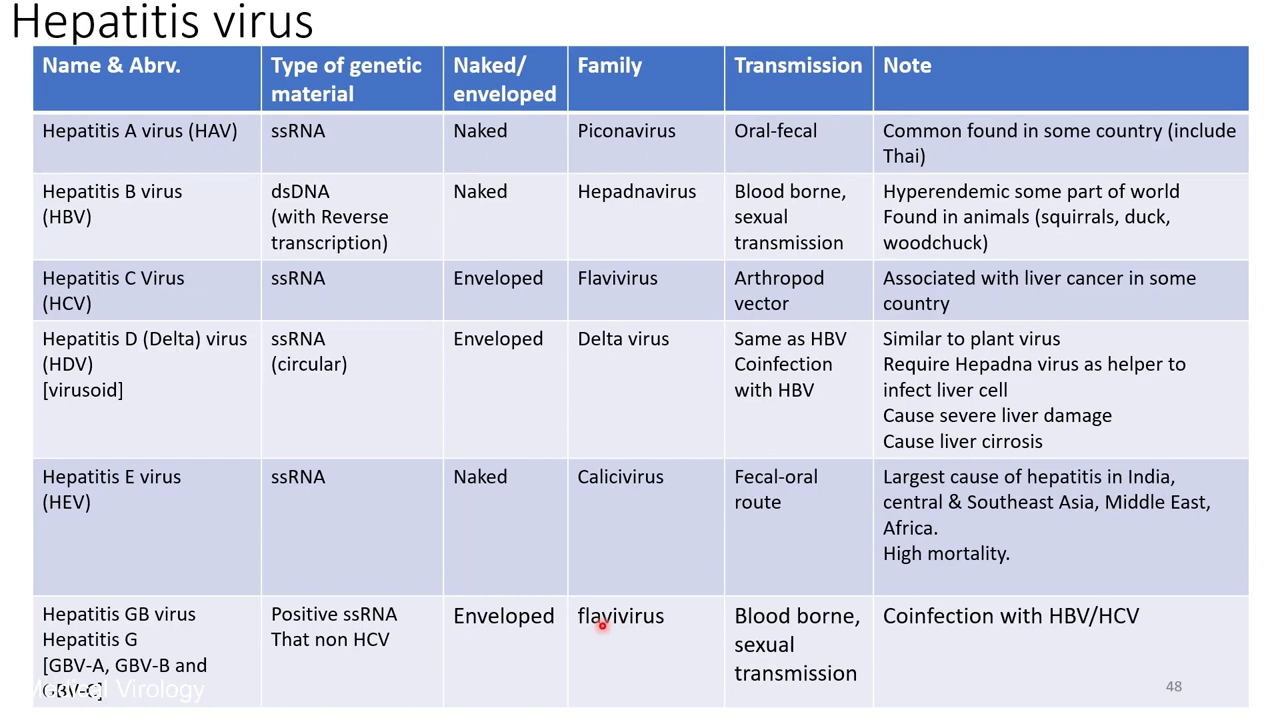 Hepatitis virus
Name & Abrv.
Type of genetic
material
Naked/
enveloped
Family
Transmission
Note
Hepatitis A virus (HAV)
ssRNA
Naked
Piconavirus
Oral-fecal
Common found in some country (include
Thai)
Hepatitis B virus
(HBV)
dsDNA
(with Reverse
transcription)
Naked
Hepadnavirus
Blood borne,
sexual
transmission
Hyperendemic some part of world
Found in animals (squirrals, duck,
woodchuck)
Hepatitis C Virus
(HCV)
ssRNA
Enveloped
Flavivirus
Arthropod
vector
Associated with liver cancer in some
country
Hepatitis D (Delta) virus
(HDV)
[virusoid]
ssRNA
(circular)
Enveloped
Delta virus
Same as HBV
Coinfection
with HBV
Similar to plant virus
Require Hepadna virus as helper to
infect liver cell
Cause severe liver damage
Cause liver cirrosis
Hepatitis E virus
(HEV)
ssRNA
Naked
Calicivirus
Fecal-oral
route
Largest cause of hepatitis in India,
central & Southeast Asia, Middle East,
Africa.
High mortality.
Hepatitis GB virus
Hepatitis G
[GBV-A, GBV-B and
GBV-C]
Positive ssRNA
That non HCV
Enveloped
flavivirus
Blood borne,
sexual
transmission
Coinfection with HBV/HCV
Medical Virology
48